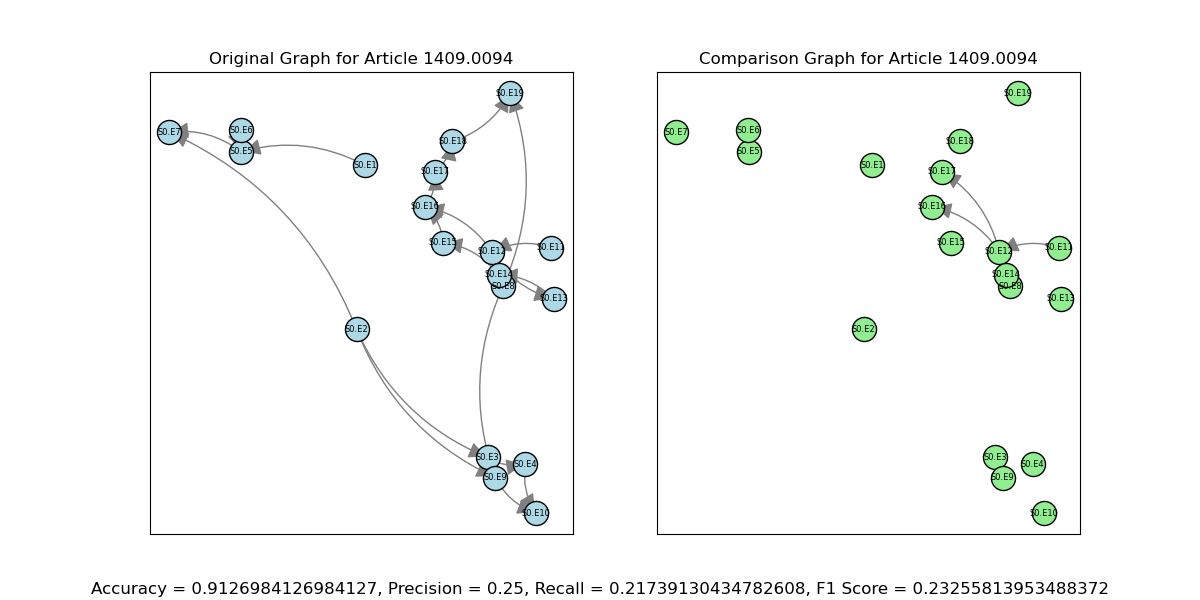 Original Graph for Article 1409.0094
Comparison Graph for Article 1409.0094
S0.E19
S0.E7
S0.E6
S0.E5
S0.E1
S0.E18
S0.E17
S0.E16
S0.E15
S0.E12
S0.E11
S0.E14
S0.E8
S0.E13
S0.E2
S0.E3
S0.E4
S0.E9
S0.E10
S0.E19
S0.E7
S0.E6
S0.E5
S0.E1
S0.E18
S0.E17
S0.E16
S0.E15
S0.E12
S0.E11
S0.E14
S0.E8
S0.E13
S0.E2
S0.E3
S0.E4
S0.E9
S0.E10
Accuracy = 0.9126984126984127, Precision = 0.25, Recall = 0.21739130434782608, F1 Score = 0.23255813953488372